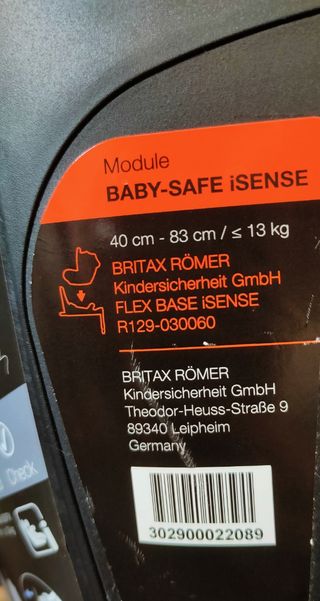 Module
BABY-SAFE iSENSE
40 cm - 83 cm / ≤ 13 kg
BRITAX RÖMER
Kindersicherheit GmbH
FLEX BASE iSENSE
R129-030060
BRITAX RÖMER
Kindersicherheit GmbH
Theodor-Heuss-Straße 9
89340 Leipheim
Germany
302900022089
Check